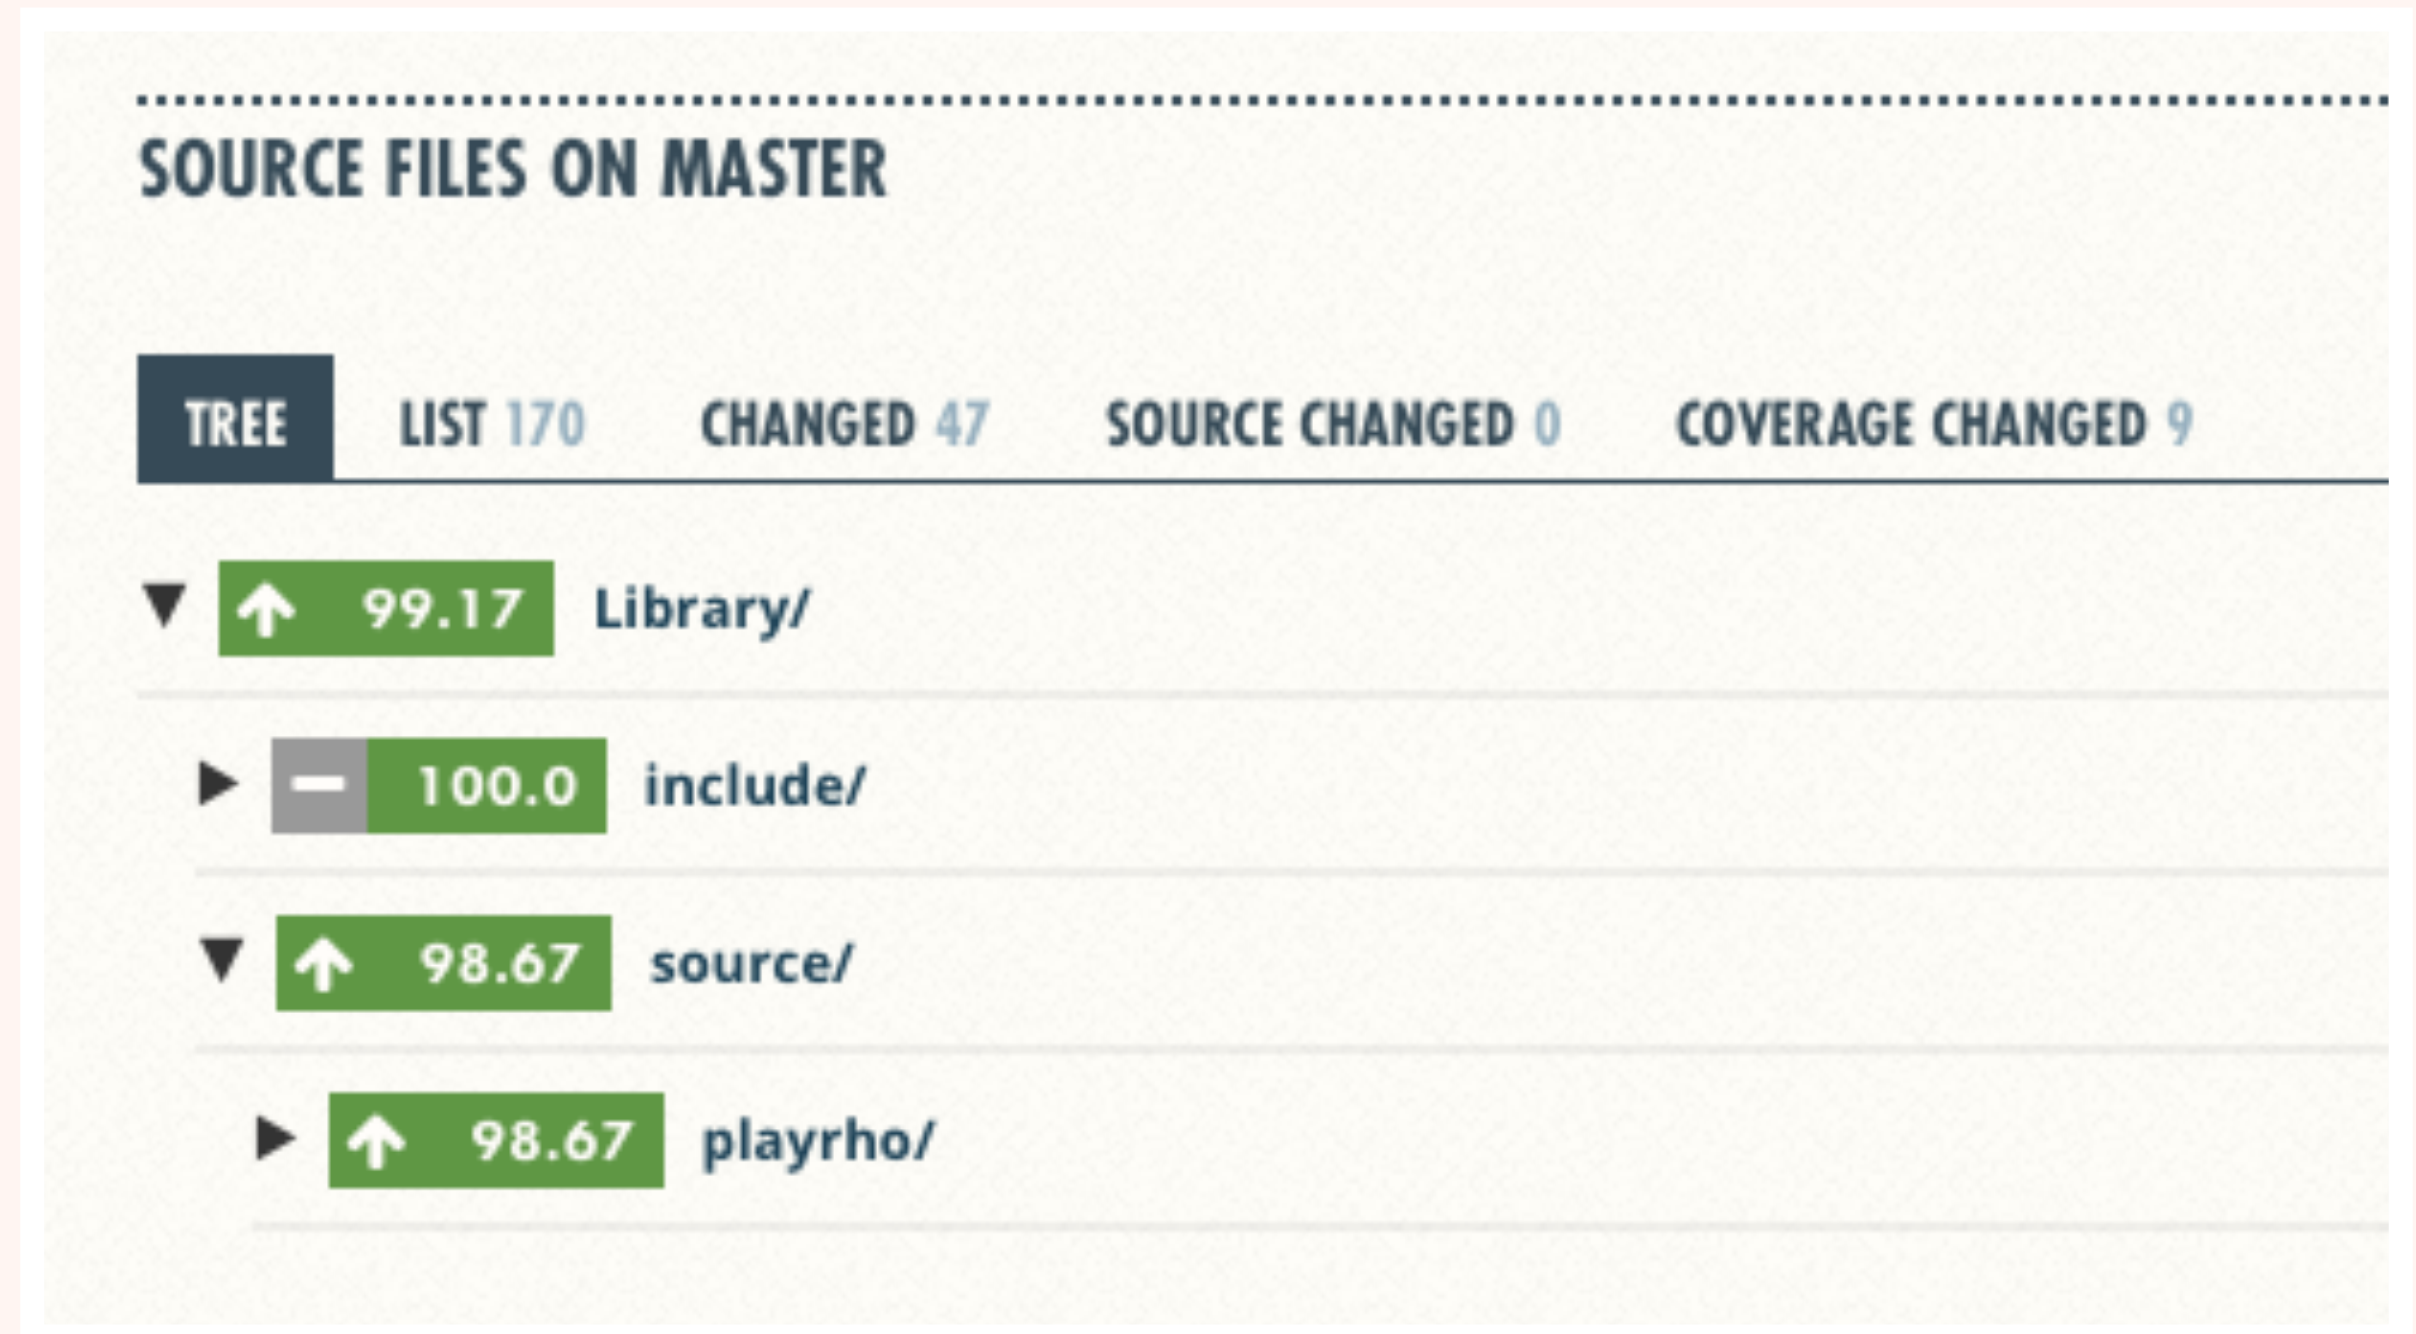 SOURCE FILES ON MASTER
TREE LIST 170 CHANGED 47 SOURCE CHANGED 0 COVERAGE CHANGED 9
99.17 Library/
100.0 include/
98.67 source/
98.67 playrho/